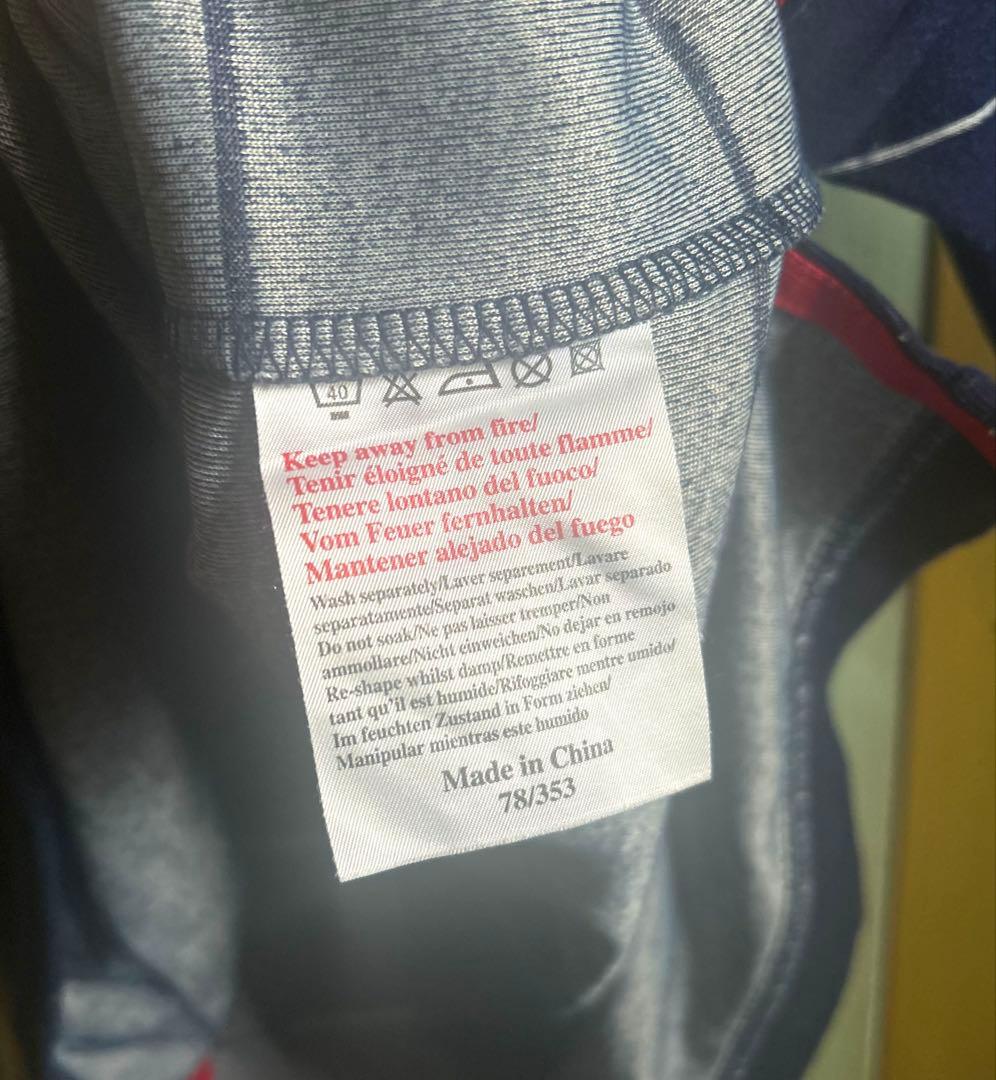 40
Keep away from fire/
Tenir éloigné de toute flamme/
Tenere lontano del fuoco/
Vom Feuer fernhalten/
Mantener alejado del fuego
Wash separately/Laver separement/Lavare
separatamente/Separat waschen/Lavar separado
Do not soak/Ne pas laisser tremper/Non
ammollare/Nicht einweichen/No dejar en remojo
Re-shape whilst damp/Remettre en forme
tant qu'il est humide/Rifoggiare mentre umido/
Im feuchten Zustand in Form ziehen/
Manipular mientras este humido
Made in China
78/353